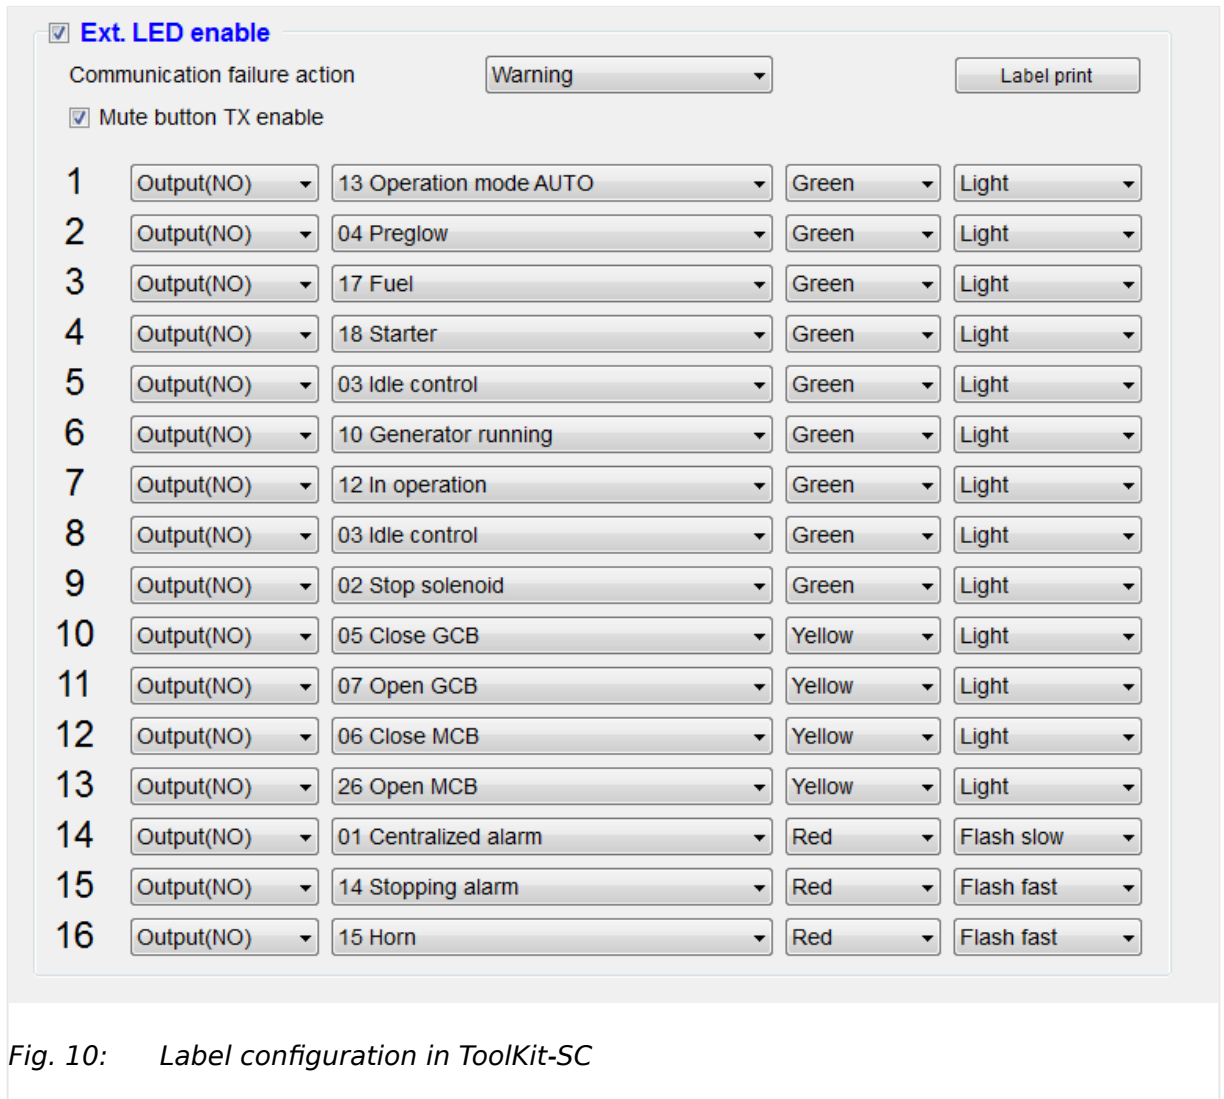 Ext. LED enable
Communication failure action Warning Label print
Mute button TX enable
1 Output(NO) 13 Operation mode AUTO Green Light
2 Output(NO) 04 Preglow Green Light
3 Output(NO) 17 Fuel Green Light
4 Output(NO) 18 Starter Green Light
5 Output(NO) 03 Idle control Green Light
6 Output(NO) 10 Generator running Green Light
7 Output(NO) 12 In operation Green Light
8 Output(NO) 03 Idle control Green Light
9 Output(NO) 02 Stop solenoid Green Light
10 Output(NO) 05 Close GCB Yellow Light
11 Output(NO) 07 Open GCB Yellow Light
12 Output(NO) 06 Close MCB Yellow Light
13 Output(NO) 26 Open MCB Yellow Light
14 Output(NO) 01 Centralized alarm Red Flash slow
15 Output(NO) 14 Stopping alarm Red Flash fast
16 Output(NO) 15 Horn Red Flash fast
Fig. 10: Label configuration in ToolKit-SC